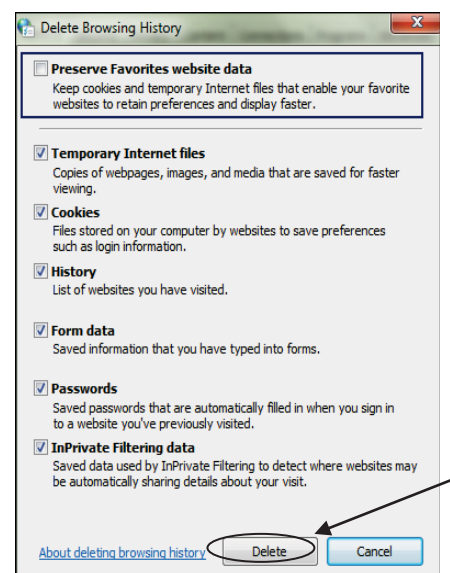 Delete Browsing History
X
Preserve Favorites website data
Keep cookies and temporary Internet files that enable your favorite
websites to retain preferences and display faster.
Temporary Internet files
Copies of webpages, images, and media that are saved for faster
viewing.
Cookies
Files stored on your computer by websites to save preferences
such as login information.
History
List of websites you have visited.
Form data
Saved information that you have typed into forms.
Passwords
Saved passwords that are automatically filled in when you sign in
to a website you've previously visited.
InPrivate Filtering data
Saved data used by InPrivate Filtering to detect where websites may
be automatically sharing details about your visit.
About deleting browsing history Delete Cancel